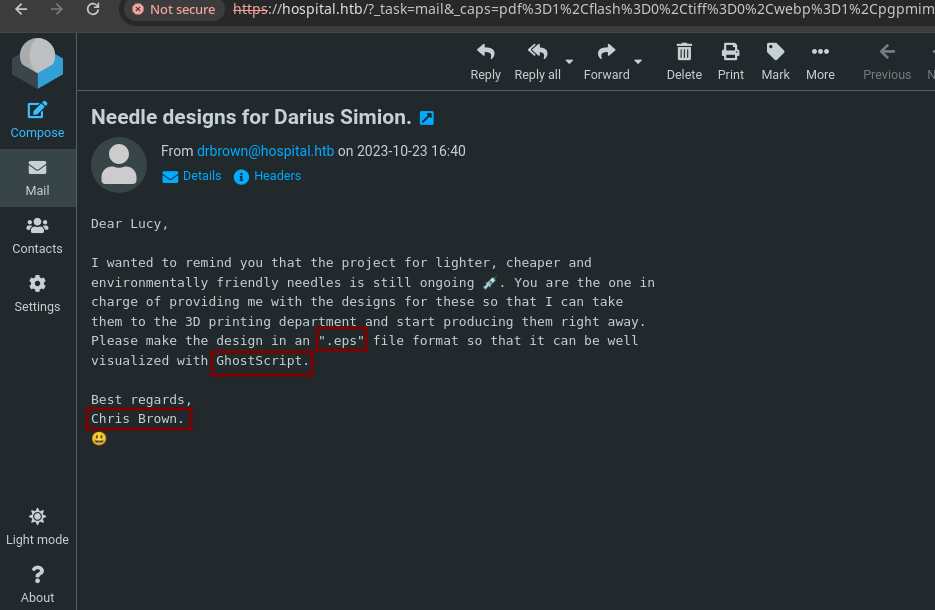 Not secure https://hospital.htb/?_task=mail&_caps=pdf%3D1%2Cflash%3D0%2Ctiff%3D0%2Cwebp%3D1%2Cpgpmim
Reply Reply all Forward Delete Print Mark More Previous N
Compose
Mail
Contacts
Settings
Light mode
About
Needle designs for Darius Simion.
From drbrown@hospital.htb on 2023-10-23 16:40
Details Headers
Dear Lucy,
I wanted to remind you that the project for lighter, cheaper and
environmentally friendly needles is still ongoing 💉. You are the one in
charge of providing me with the designs for these so that I can take
them to the 3D printing department and start producing them right away.
Please make the design in an ".eps" file format so that it can be well
visualized with GhostScript.
Best regards,
Chris Brown.
😃